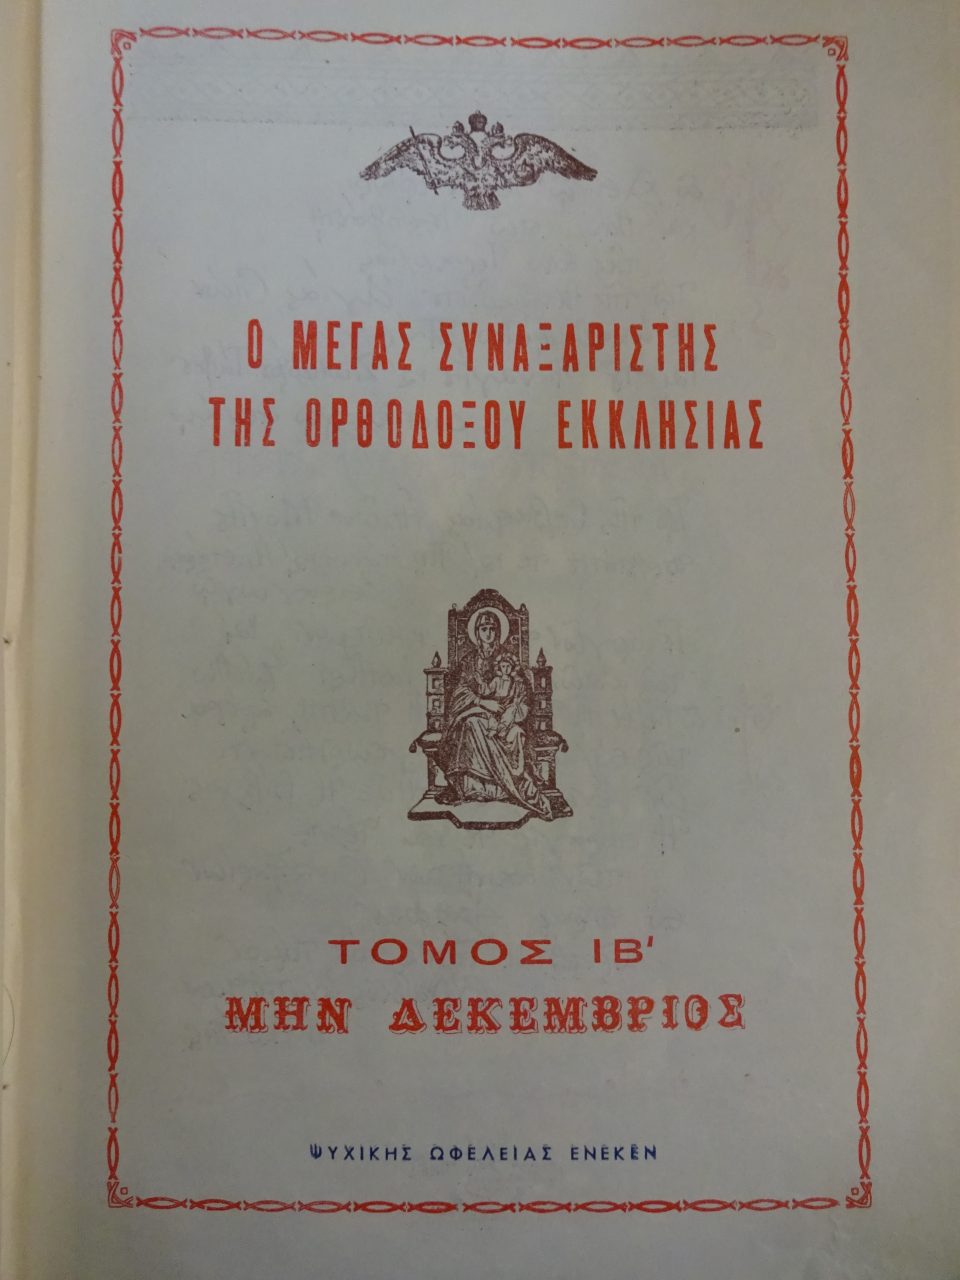 Ο ΜΕΓΑΣ ΣΥΝΑΞΑΡΙΣΤΗΣ
ΤΗΣ ΟΡΘΟΔΟΞΟΥ ΕΚΚΛΗΣΙΑΣ
ΤΟΜΟΣ ΙΒ'
ΜΗΝ ΔΕΚΕΜΒΡΙΟΣ
ΨΥΧΙΚΗΣ ΩΦΕΛΕΙΑΣ ΕΝΕΚΕΝ